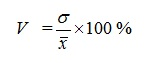 V = σ/x̄ ×100 %